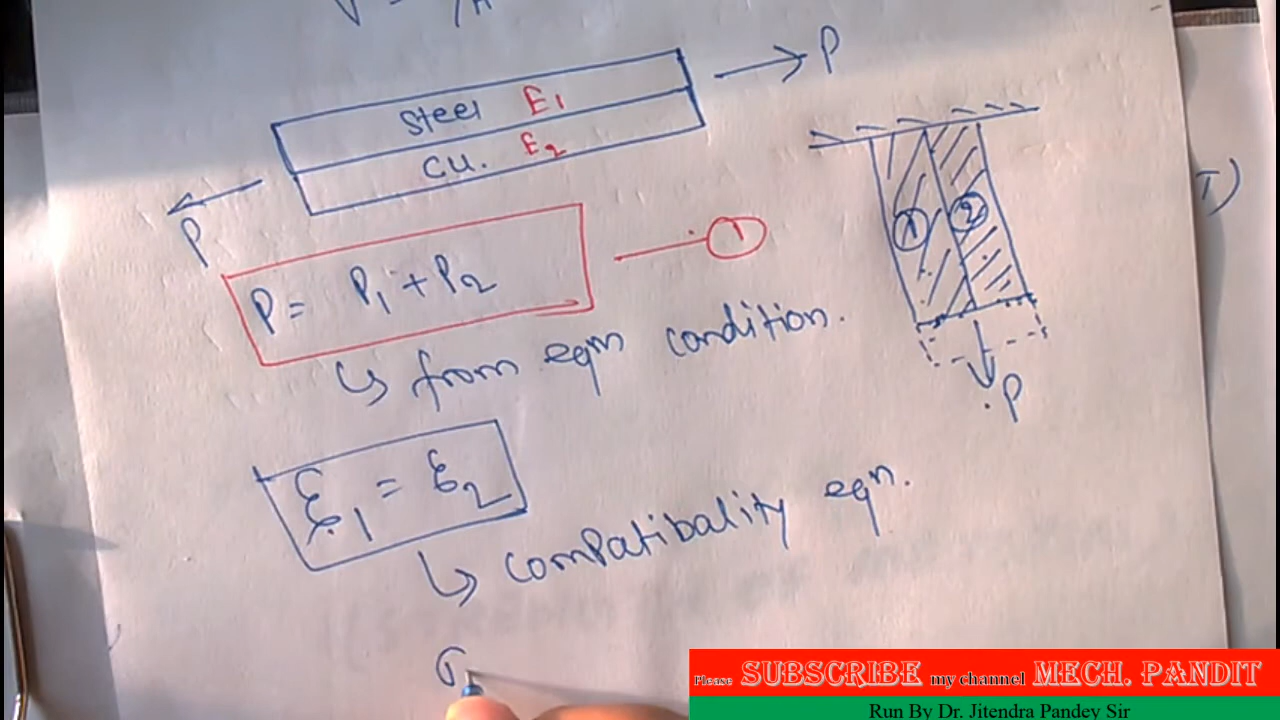 P
steel E1
cu. E2
P
P = P1 + P2
1
1
2
from eqn condition.
P
ε1 = ε2
compatibality eqn.
σ
Please SUBSCRIBE my channel MECH. PANDIT
Run By Dr. Jitendra Pandey Sir